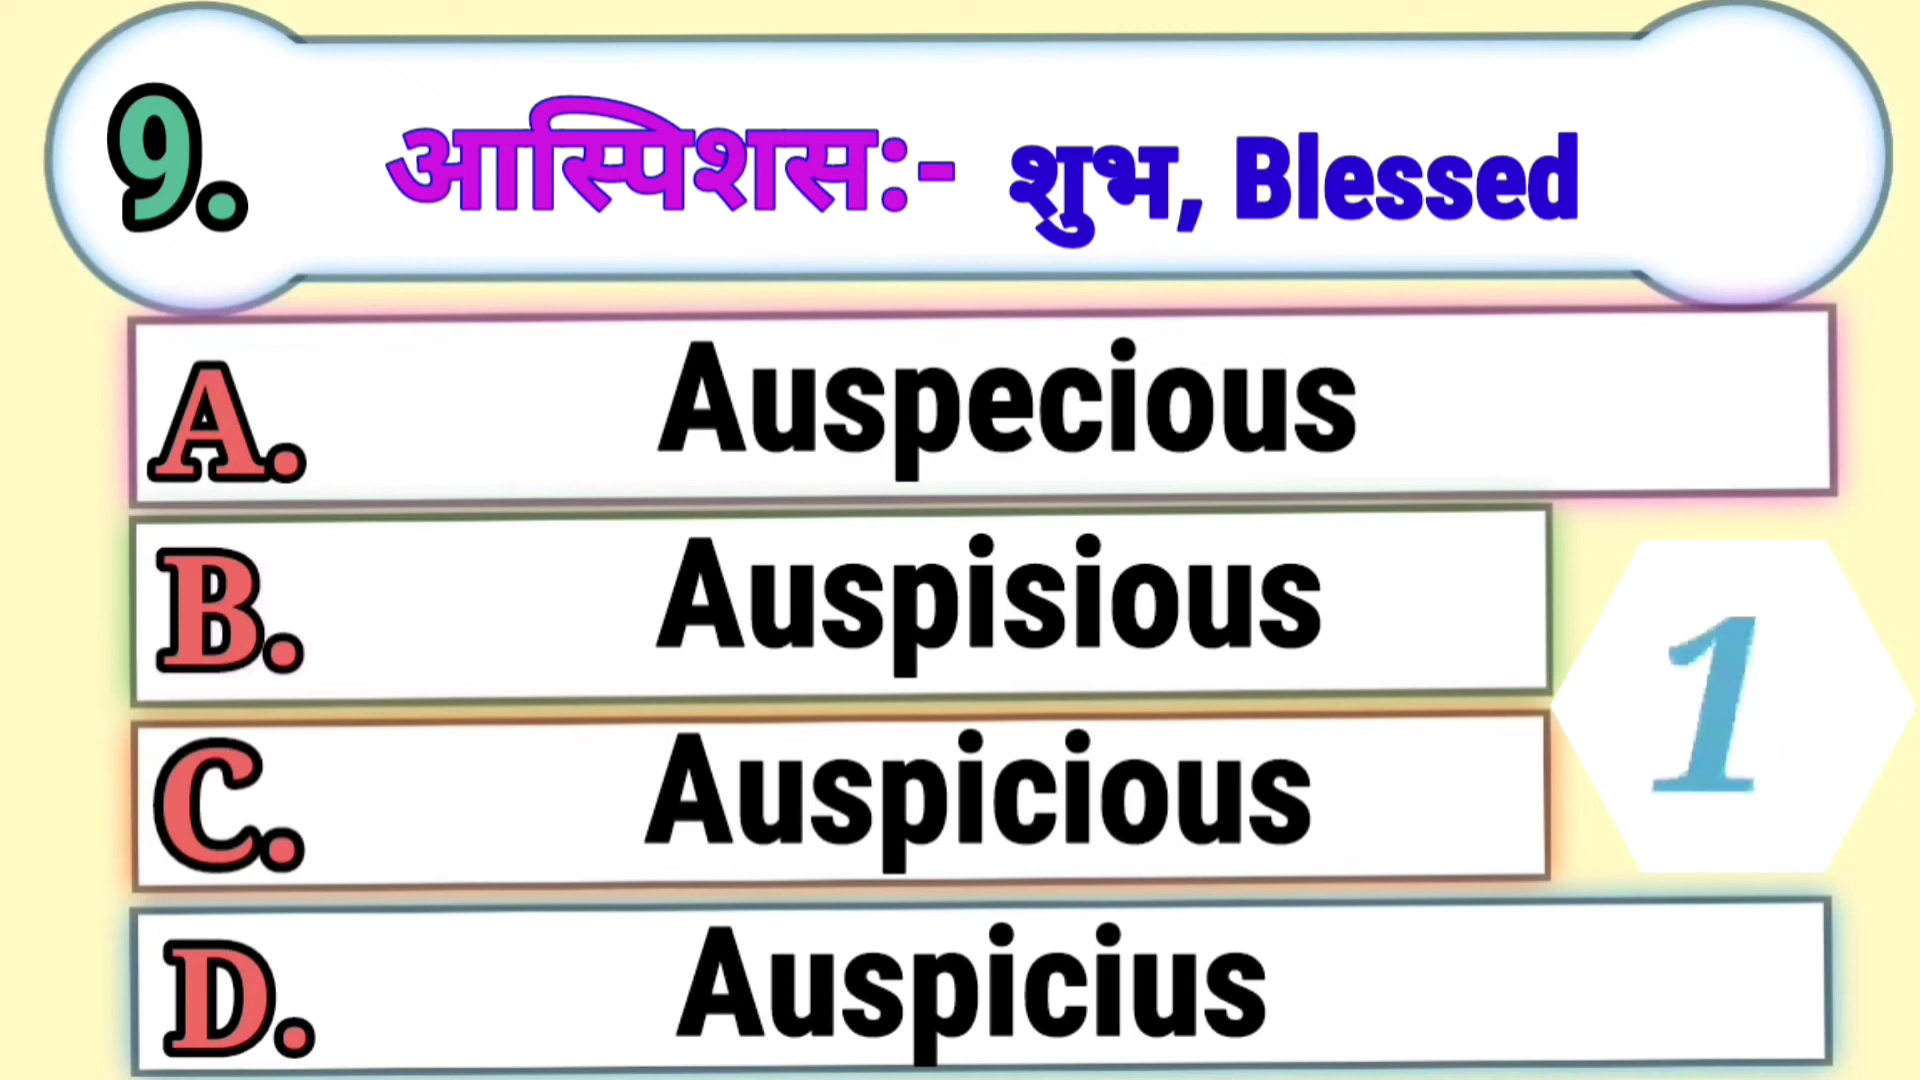 9. आस्पिशस:- शुभ, Blessed
A. Auspecious
B. Auspisious
1
C. Auspicious
D. Auspicius